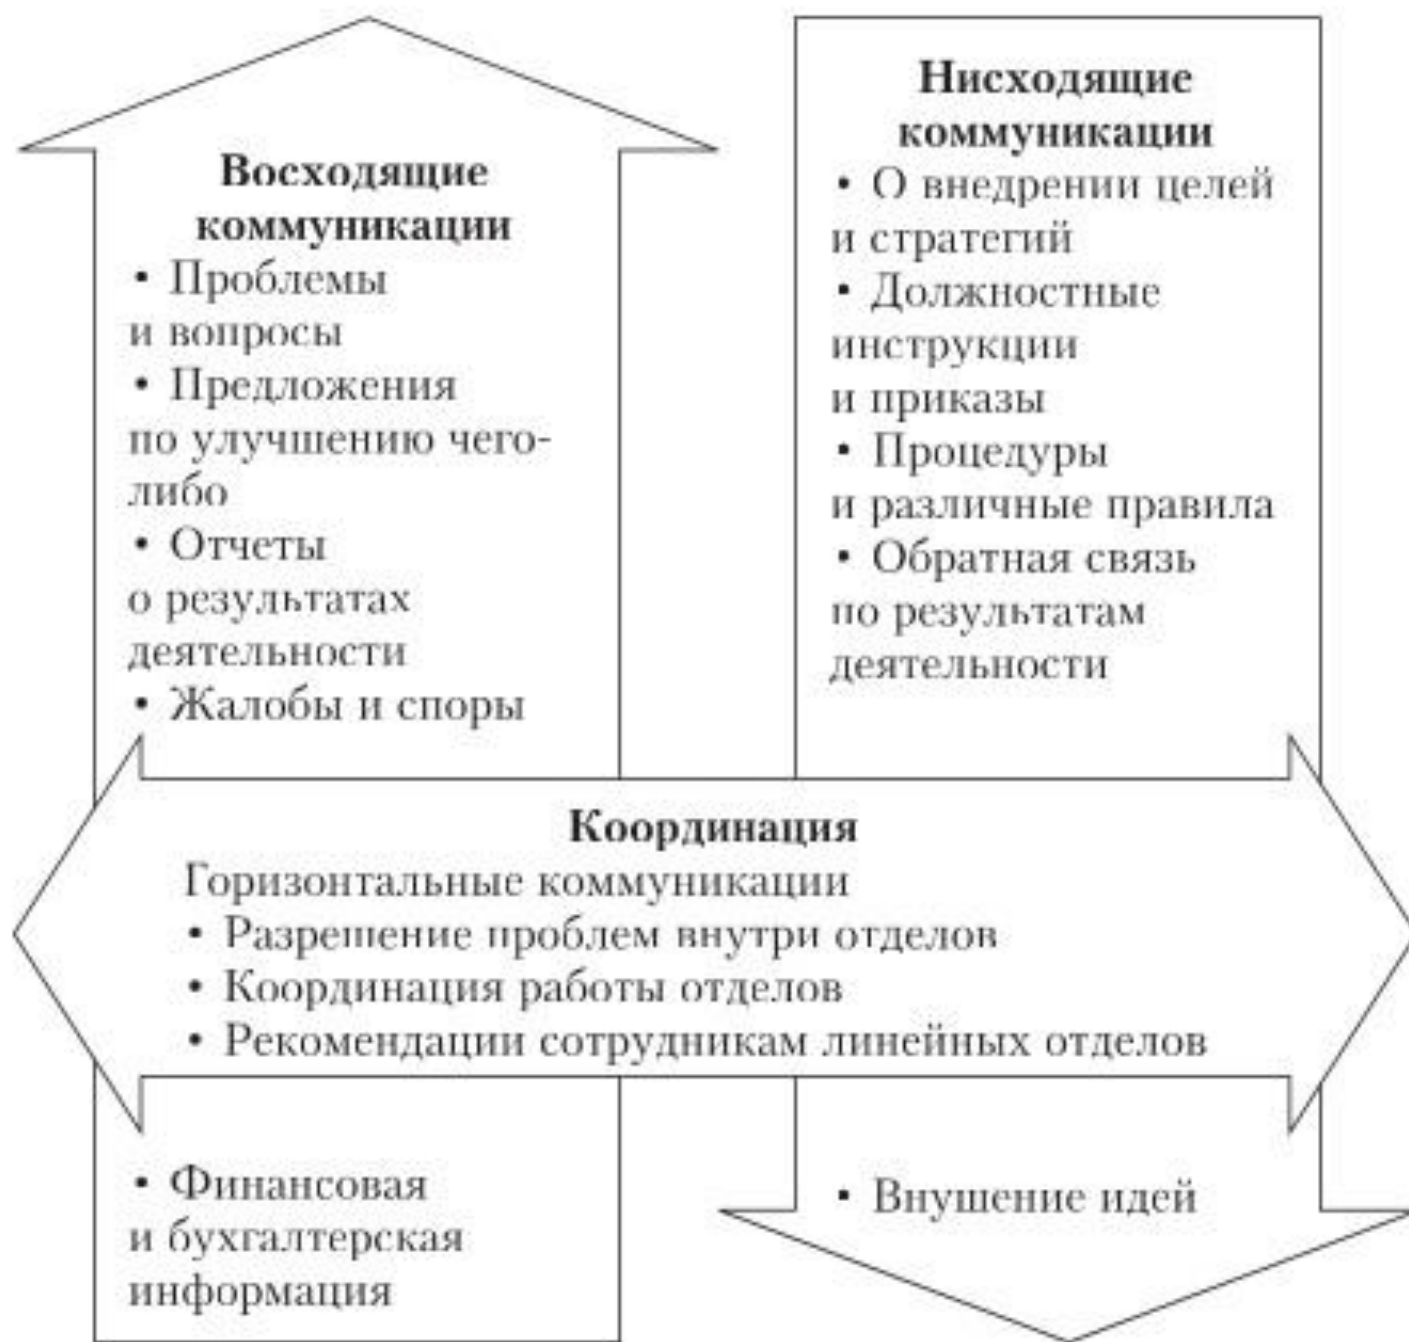 Восходящие
коммуникации
• Проблемы
и вопросы
• Предложения
по улучшению чего-
либо
• Отчеты
о результатах
деятельности
• Жалобы и споры
Нисходящие
коммуникации
• О внедрении целей
и стратегий
• Должностные
инструкции
и приказы
• Процедуры
и различные правила
• Обратная связь
по результатам
деятельности
Координация
Горизонтальные коммуникации
• Разрешение проблем внутри отделов
• Координация работы отделов
• Рекомендации сотрудникам линейных отделов
• Финансовая
и бухгалтерская
информация
• Внушение идей